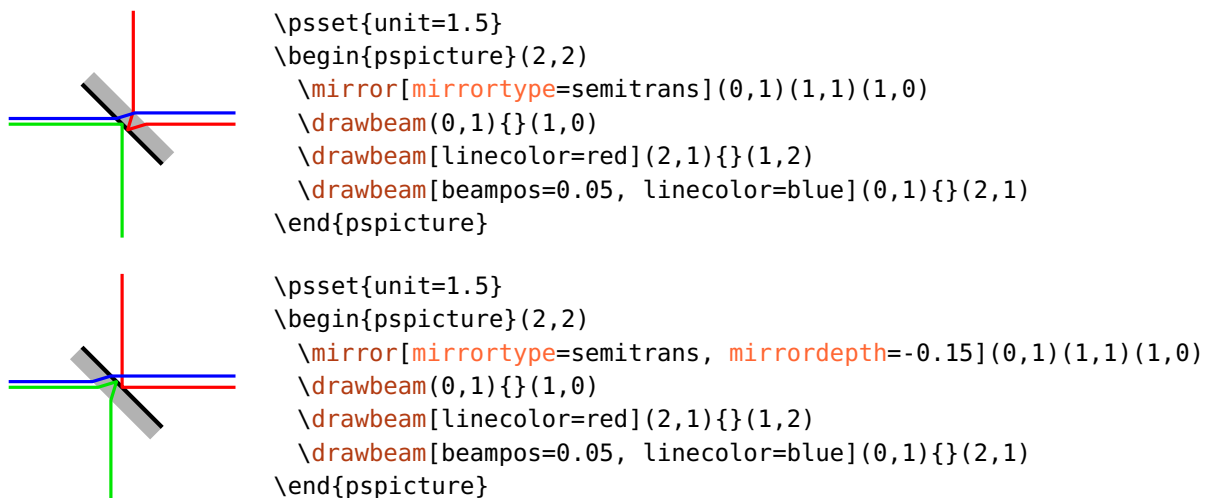 \psset{unit=1.5}
\begin{pspicture}(2,2)
  \mirror[mirrortype=semitrans](0,1)(1,1)(1,0)
  \drawbeam(0,1){}(1,0)
  \drawbeam[linecolor=red](2,1){}(1,2)
  \drawbeam[beampos=0.05, linecolor=blue](0,1){}(2,1)
\end{pspicture}
\psset{unit=1.5}
\begin{pspicture}(2,2)
  \mirror[mirrortype=semitrans, mirrordepth=-0.15](0,1)(1,1)(1,0)
  \drawbeam(0,1){}(1,0)
  \drawbeam[linecolor=red](2,1){}(1,2)
  \drawbeam[beampos=0.05, linecolor=blue](0,1){}(2,1)
\end{pspicture}